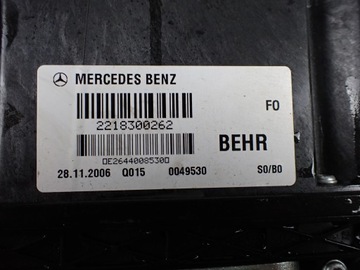 MERCEDES BENZ
FO
2218300262
BEHR
DE26440085300
28.11.2006 Q015 0049530 S0/B0